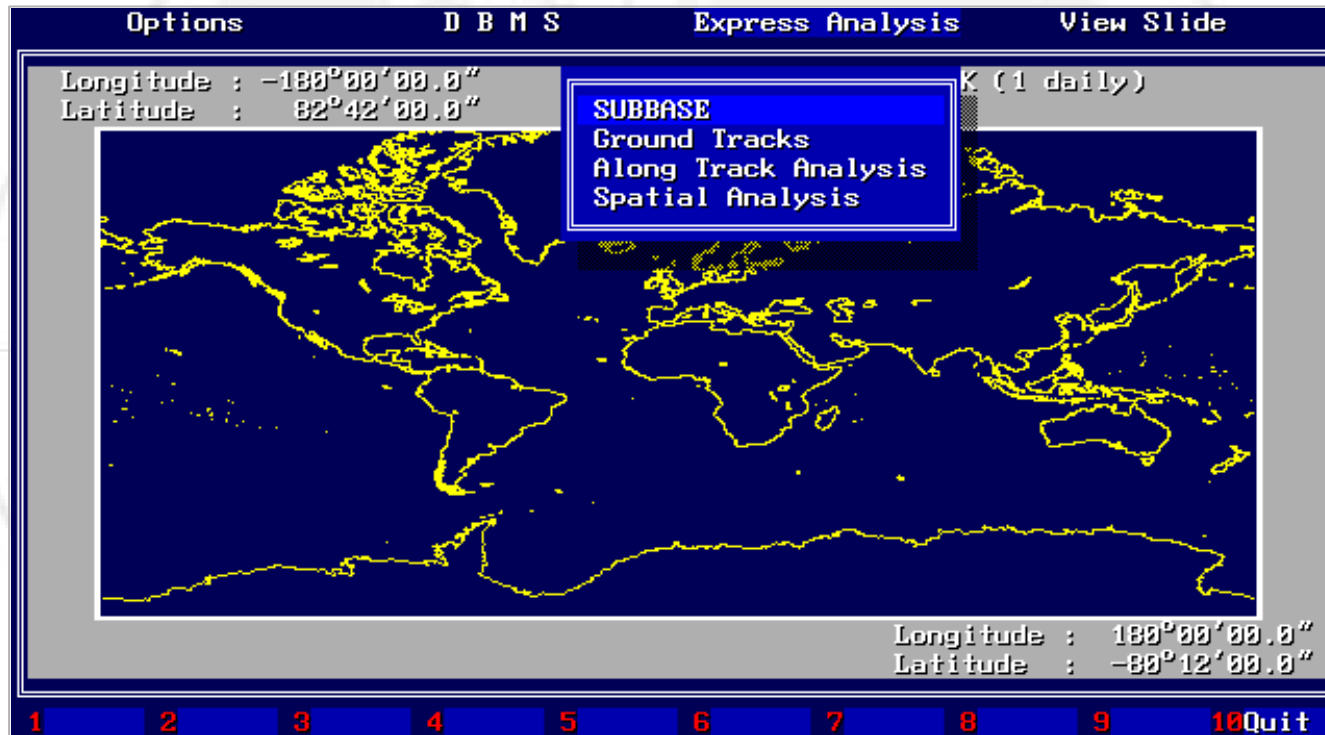 Options D B M S Express Analysis View Slide
Longitude : -180°00'00.0" K (1 daily)
Latitude : 82°42'00.0"
SUBBASE
Ground Tracks
Along Track Analysis
Spatial Analysis
Longitude : 180°00'00.0"
Latitude : -80°12'00.0"
1 2 3 4 5 6 7 8 9 10Quit